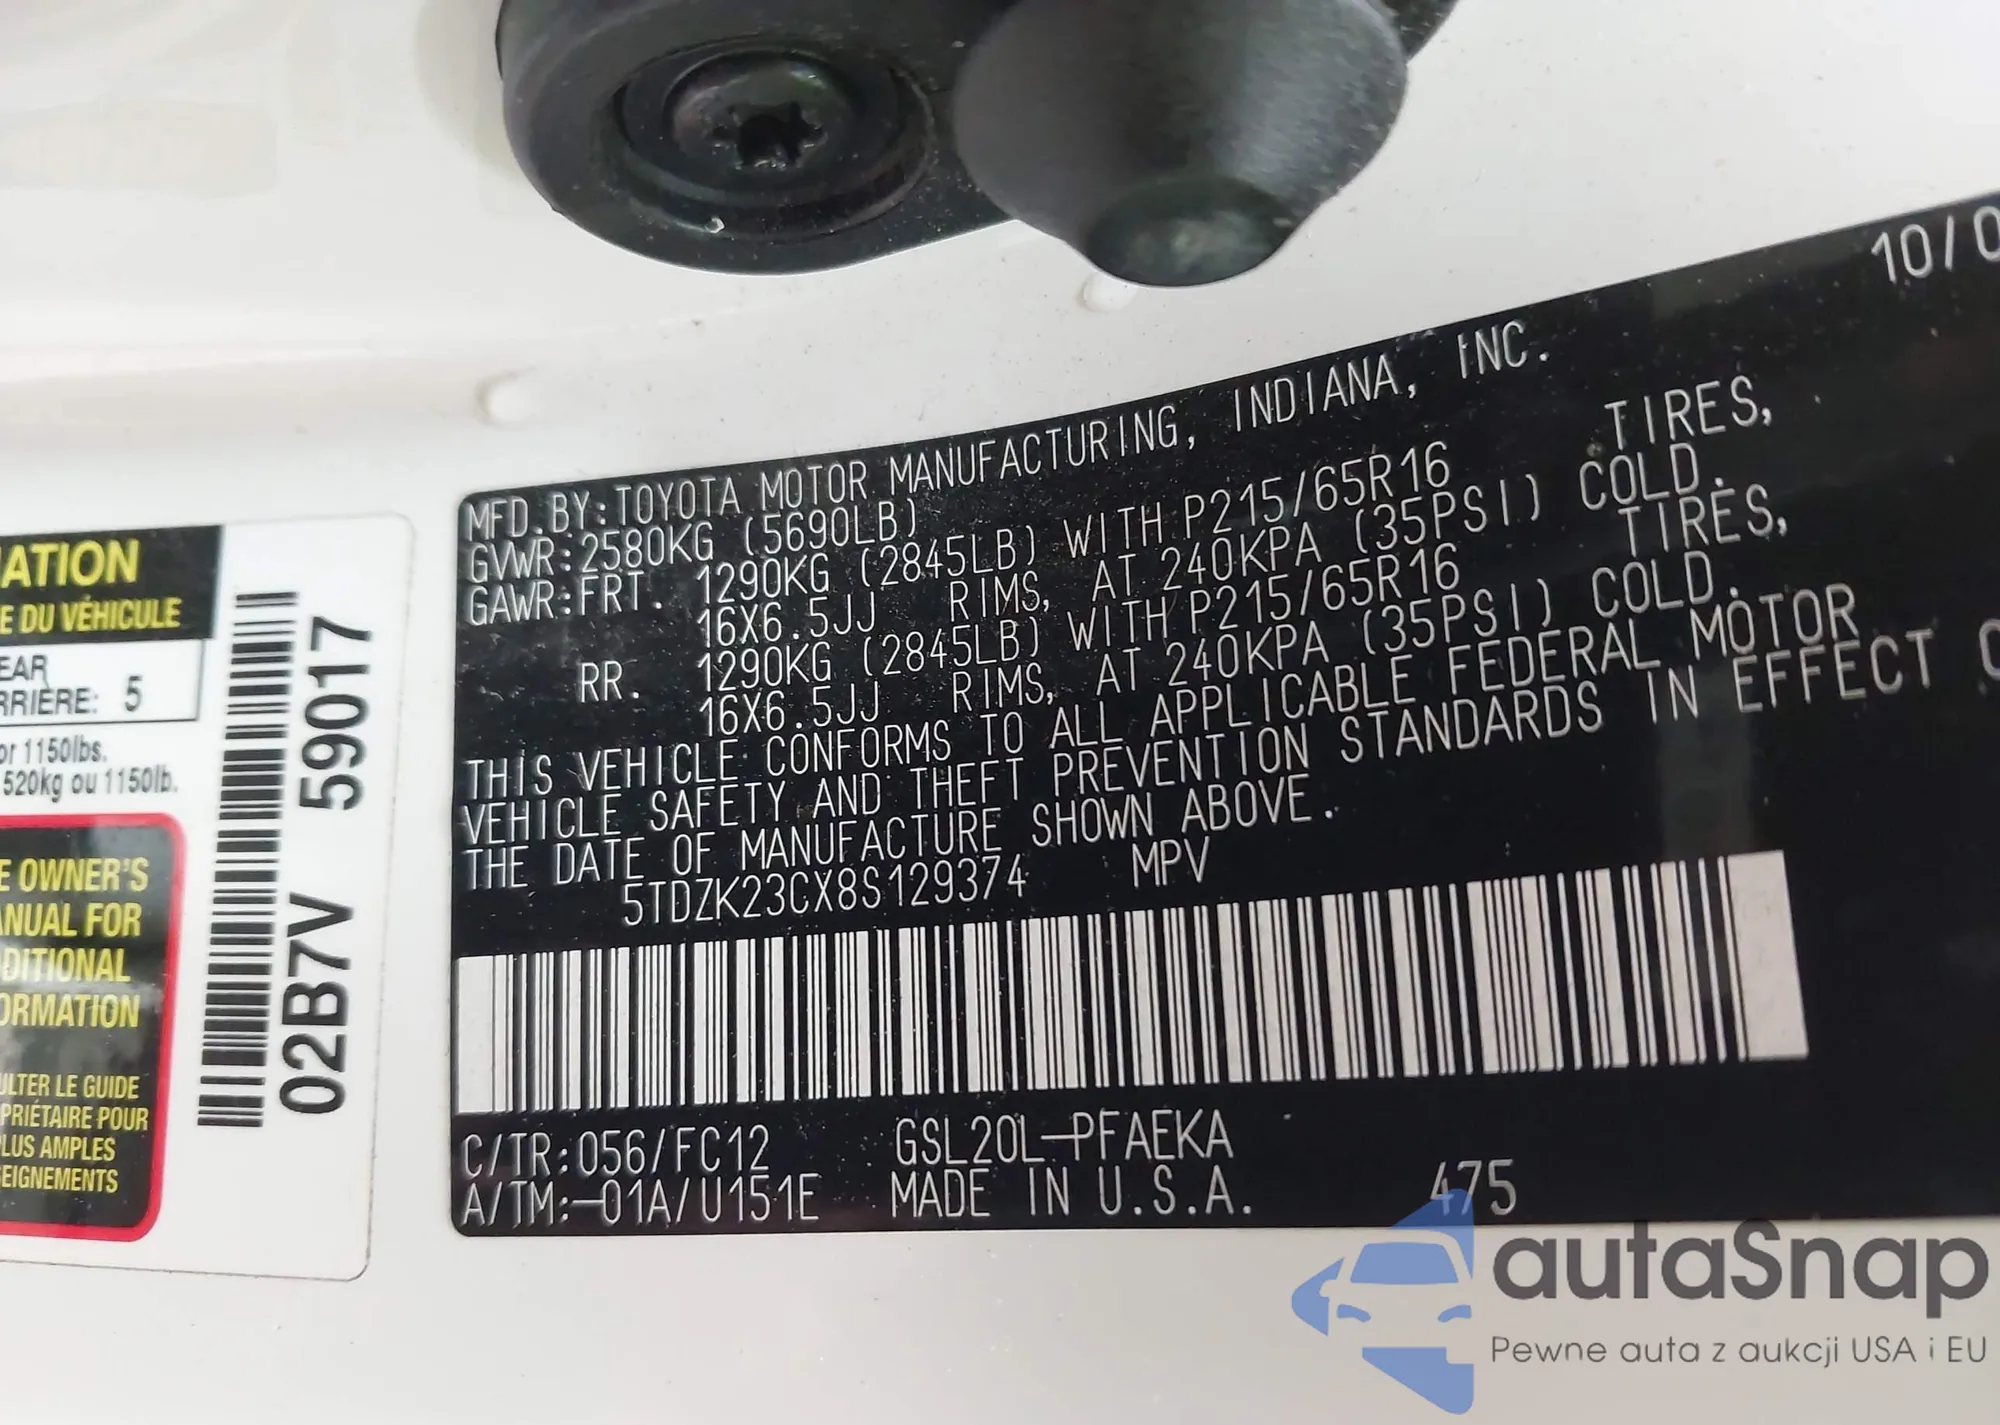 ATION
E DU VÉHICULE
EAR
RRIÈRE: 5
or 1150lbs.
520kg ou 1150lb.
E OWNER'S
ANUAL FOR
DITIONAL
ORMATION
ULTER LE GUIDE
PRIÉTAIRE POUR
PLUS AMPLES
SEIGNEMENTS
02B7V 59017
10/0
MFD. BY: TOYOTA MOTOR MANUFACTURING, INDIANA, INC.
GVWR: 2580KG (5690LB)
GAWR: FRT. 1290KG (2845LB) WITH P215/65R16 TIRES,
16X6.5JJ RIMS, AT 240KPA (35PSI) COLD.
RR. 1290KG (2845LB) WITH P215/65R16 TIRES,
16X6.5JJ RIMS, AT 240KPA (35PSI) COLD.
THIS VEHICLE CONFORMS TO ALL APPLICABLE FEDERAL MOTOR
VEHICLE SAFETY AND THEFT PREVENTION STANDARDS IN EFFECT O
THE DATE OF MANUFACTURE SHOWN ABOVE.
5TDZK23CX8S129374 MPV
C/TR: 056/FC12 GSL20L-PFAEKA
A/TM: -01A/U151E MADE IN U.S.A. 475
autaSnap
Pewne auta z aukcji USA i EU